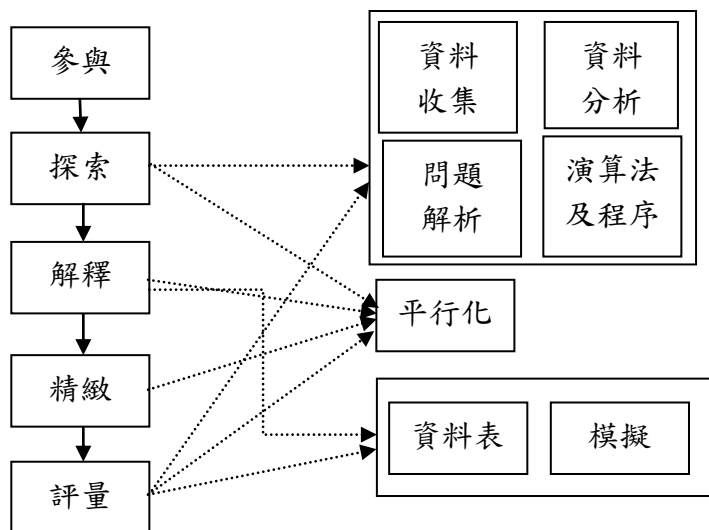 參與
探索
解釋
精緻
評量
資料
收集
資料
分析
問題
解析
演算法
及程序
平行化
資料表
模擬